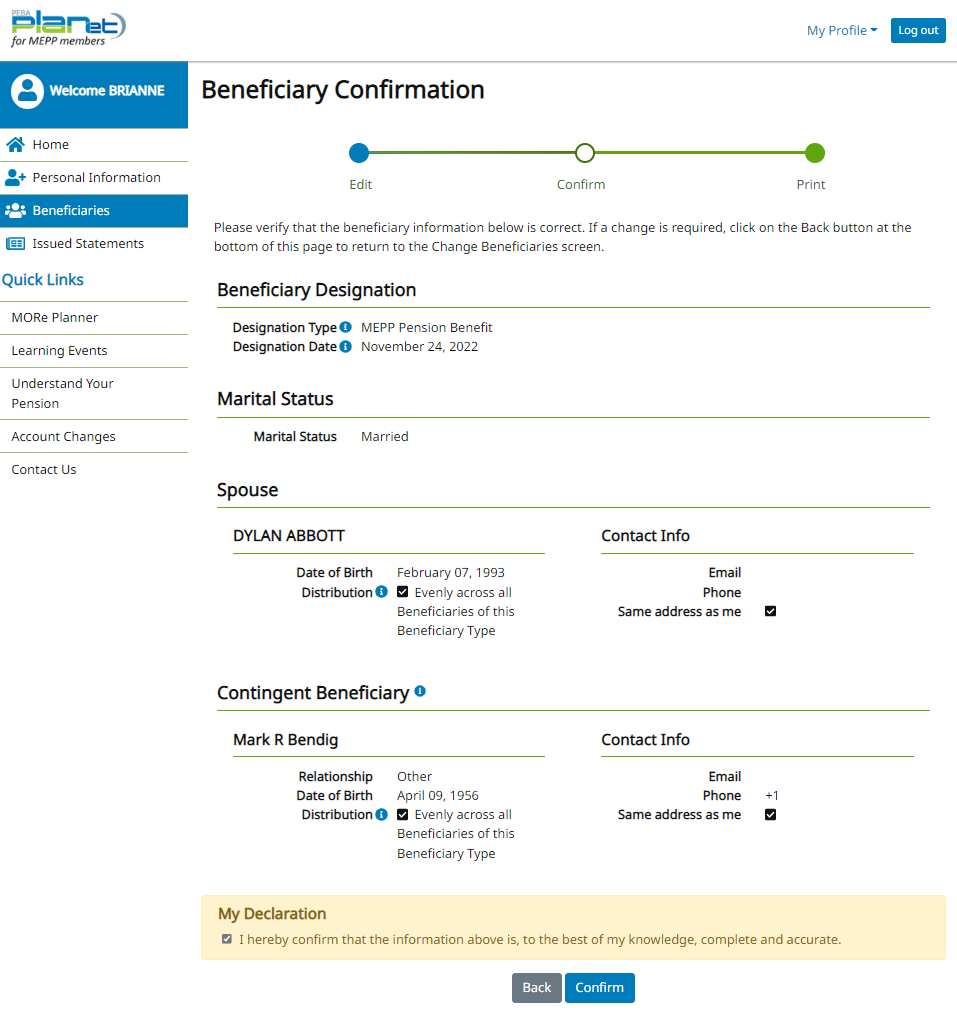 PEBA
planet
for MEPP members
My Profile
Log out
Welcome BRIANNE
Home
Personal Information
Beneficiaries
Issued Statements
Quick Links
MORe Planner
Learning Events
Understand Your
Pension
Account Changes
Contact Us
Beneficiary Confirmation
Edit
Confirm
Print
Please verify that the beneficiary information below is correct. If a change is required, click on the Back button at the
bottom of this page to return to the Change Beneficiaries screen.
Beneficiary Designation
Designation Type MEPP Pension Benefit
Designation Date November 24, 2022
Marital Status
Marital Status Married
Spouse
DYLAN ABBOTT
Date of Birth February 07, 1993
Distribution Evenly across all
Beneficiaries of this
Beneficiary Type
Contact Info
Email
Phone
Same address as me
Contingent Beneficiary
Mark R Bendig
Relationship Other
Date of Birth April 09, 1956
Distribution Evenly across all
Beneficiaries of this
Beneficiary Type
Contact Info
Email
Phone +1
Same address as me
My Declaration
I hereby confirm that the information above is, to the best of my knowledge, complete and accurate.
Back
Confirm